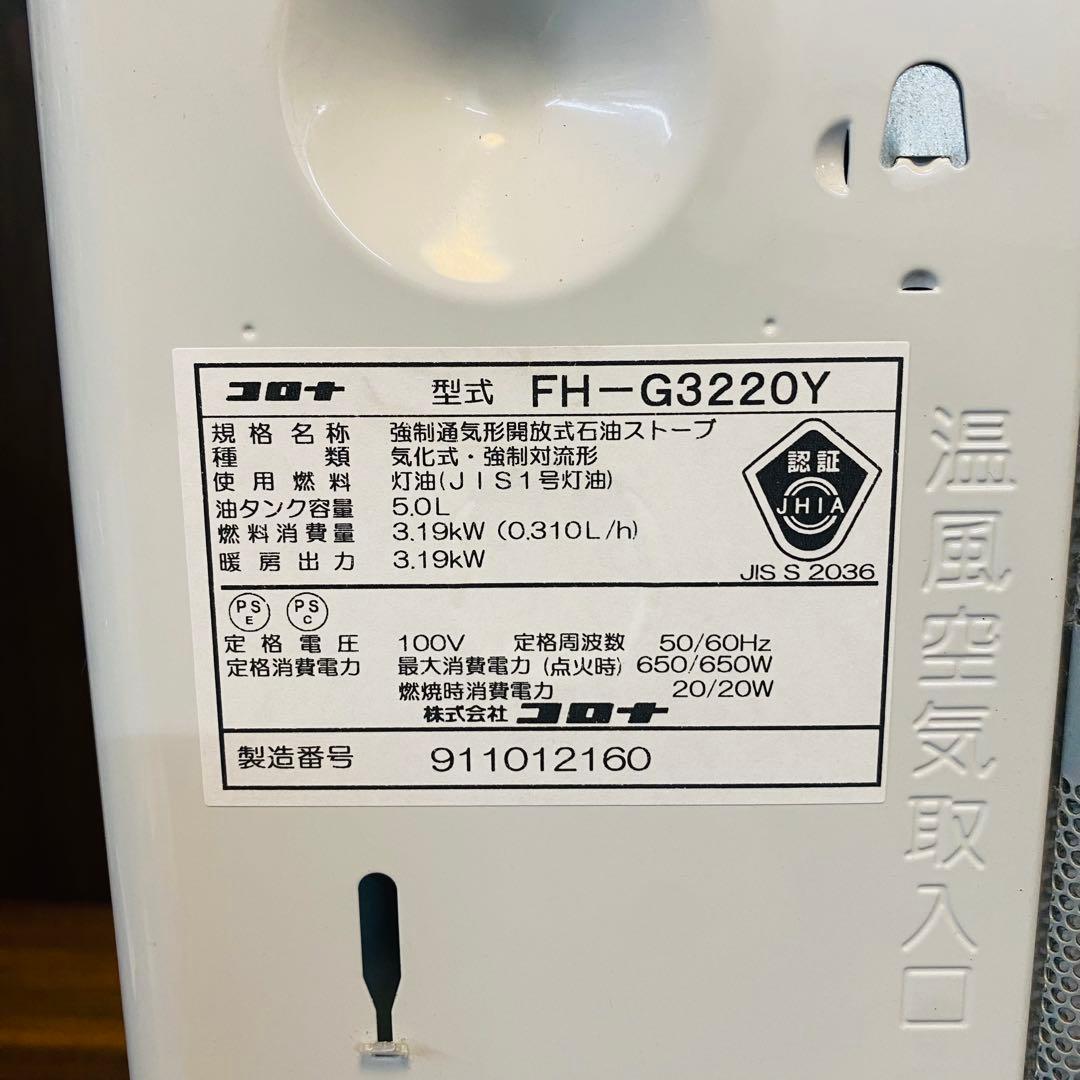 コロナ 型式 FH-G3220Y
規格名称 強制通気形開放式石油ストーブ
種類 気化式・強制対流形
使用燃料 灯油(JIS1号灯油)
油タンク容量 5.0L
燃料消費量 3.19kW (0.310L/h)
暖房出力 3.19kW
認証
JHIA
JIS S 2036
PSE PSC
定格電圧 100V 定格周波数 50/60Hz
定格消費電力 最大消費電力(点火時) 650/650W
燃焼時消費電力 20/20W
株式会社 コロナ
製造番号 911012160
温風空気取入口